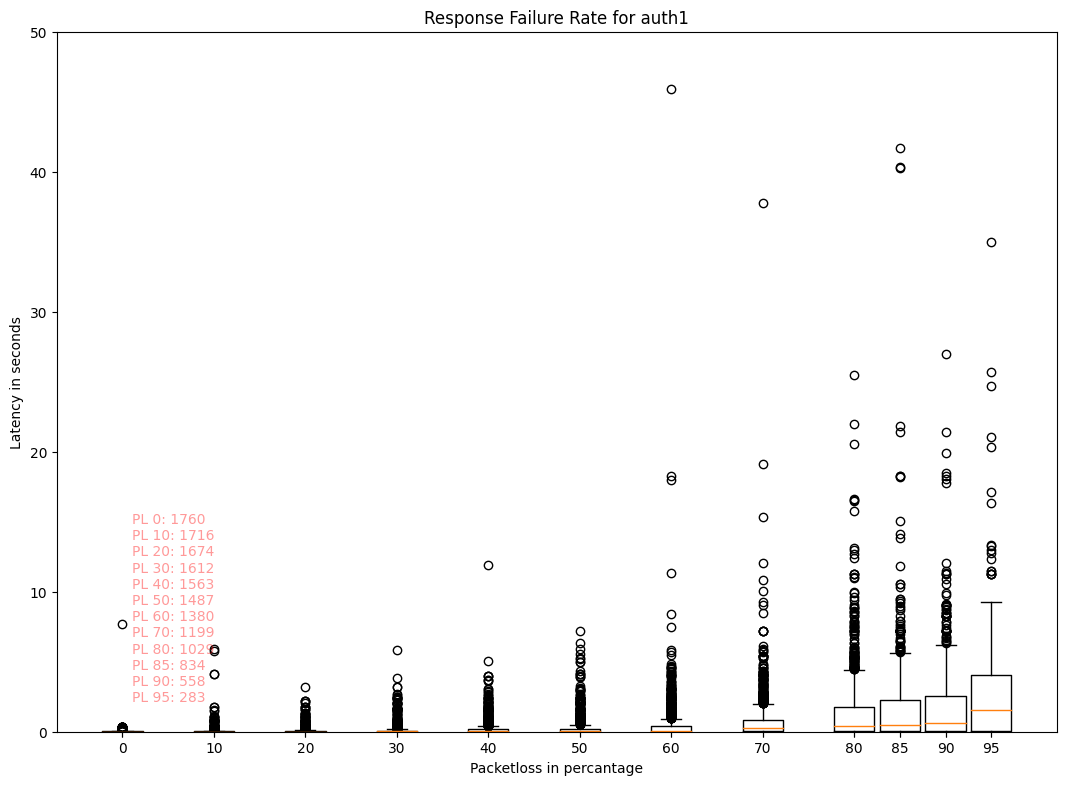 Response Failure Rate for auth1
Latency in seconds
50
40
30
20
10
0
PL 0: 1760
PL 10: 1716
PL 20: 1674
PL 30: 1612
PL 40: 1563
PL 50: 1487
PL 60: 1380
PL 70: 1199
PL 80: 1029
PL 85: 834
PL 90: 558
PL 95: 283
0 10 20 30 40 50 60 70 80 85 90 95
Packetloss in percantage